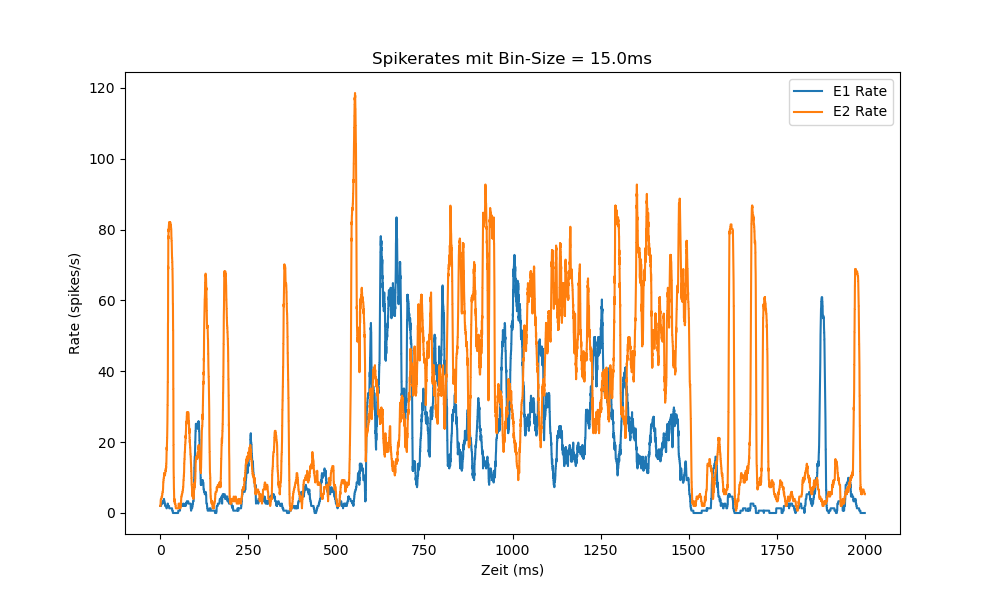 Spikerates mit Bin-Size = 15.0ms
E1 Rate
E2 Rate
120
100
80
60
40
20
0
Rate (spikes/s)
0 250 500 750 1000 1250 1500 1750 2000
Zeit (ms)